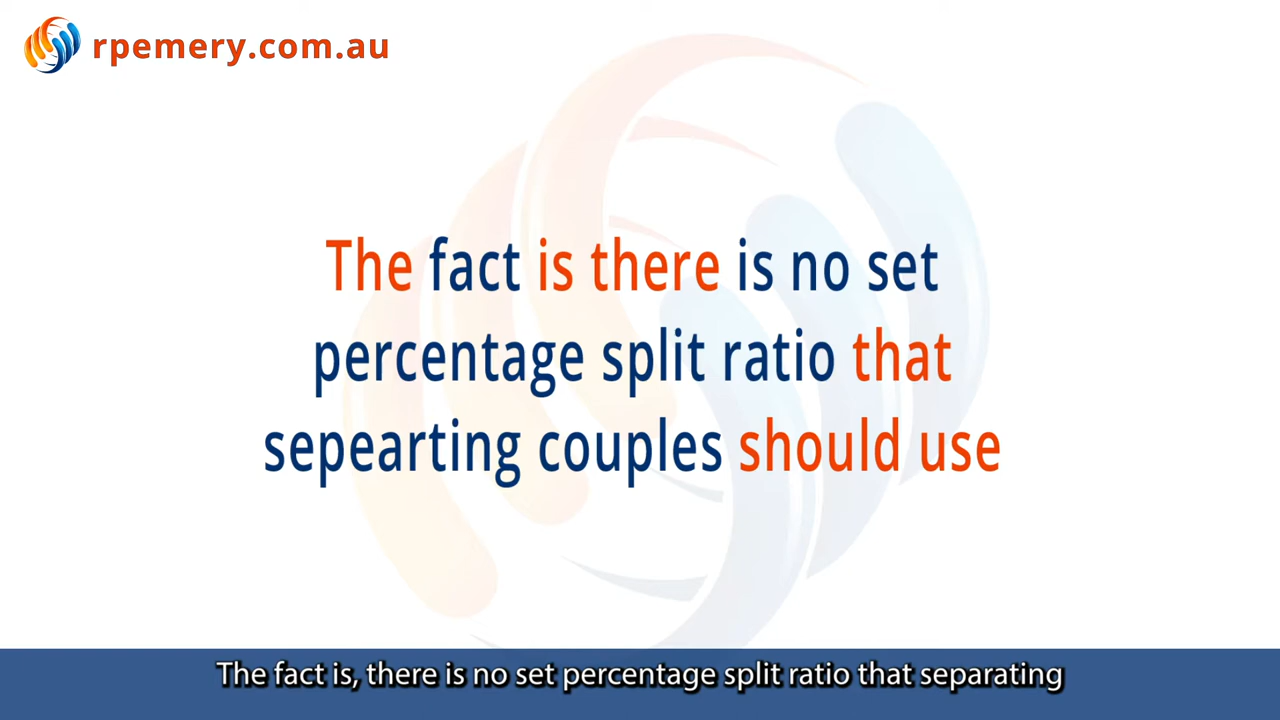 rpemery.com.au
The fact is there is no set
percentage split ratio that
sepearting couples should use
The fact is, there is no set percentage split ratio that separating